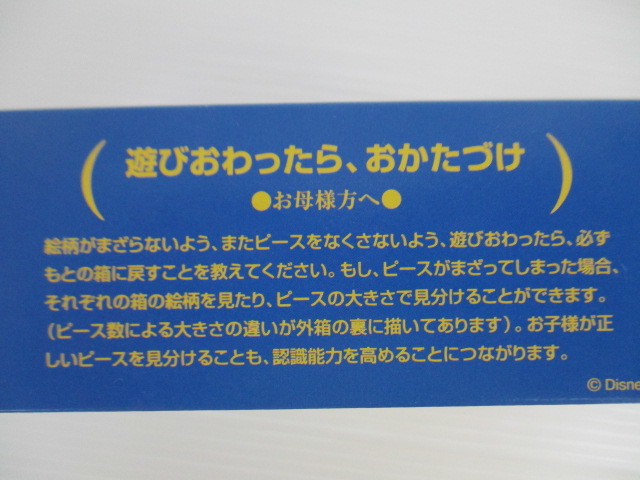 遊びおわったら、おかたづけ
●お母様方へ●
絵柄がまざらないよう、またピースをなくさないよう、遊びおわったら、必ず
もとの箱に戻すことを教えてください。もし、ピースがまざってしまった場合、
それぞれの箱の絵柄を見たり、ピースの大きさで見分けることができます。
(ピース数による大きさの違いが外箱の裏に描いてあります)。お子様が正
しいピースを見分けることも、認識能力を高めることにつながります。
© Disne